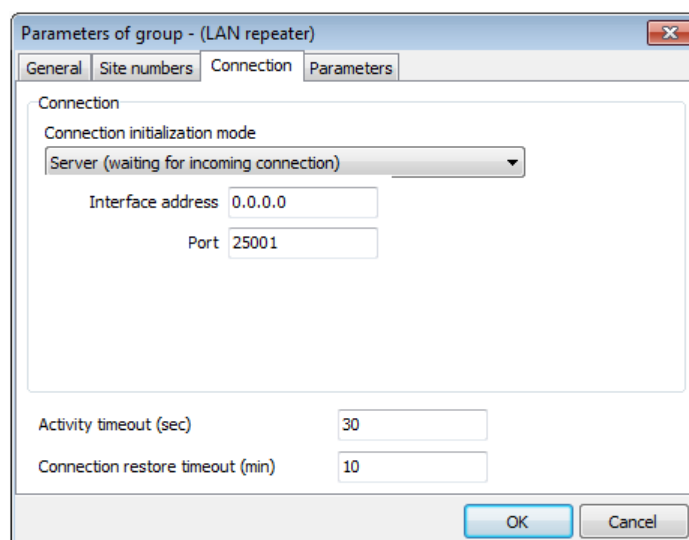 Parameters of group - (LAN repeater)
General Site numbers Connection Parameters
Connection
Connection initialization mode
Server (waiting for incoming connection)
Interface address 0.0.0.0
Port 25001
Activity timeout (sec) 30
Connection restore timeout (min) 10
OK Cancel